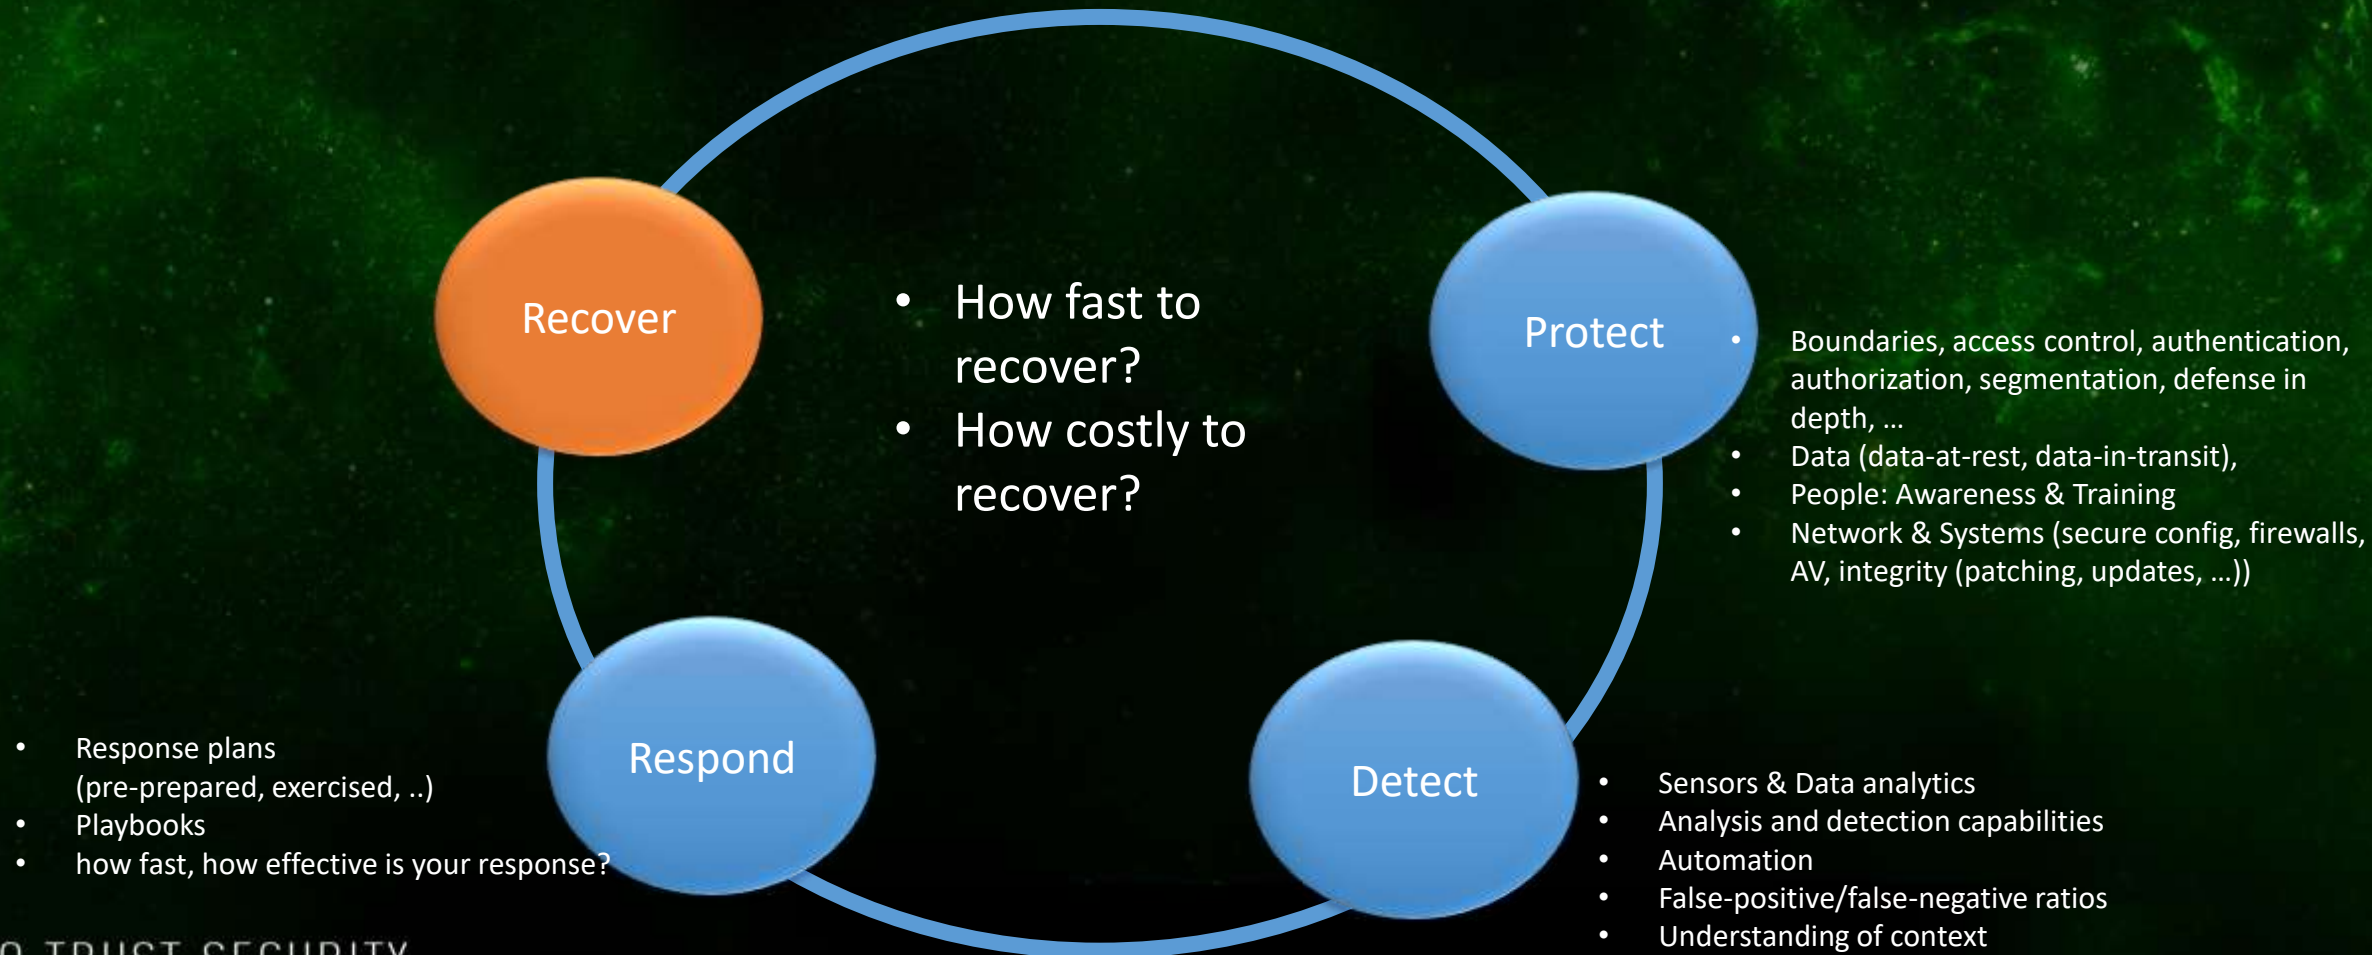 Recover
• How fast to
recover?
• How costly to
recover?
Protect
• Boundaries, access control, authentication,
authorization, segmentation, defense in
depth, ...
• Data (data-at-rest, data-in-transit),
• People: Awareness & Training
• Network & Systems (secure config, firewalls,
AV, integrity (patching, updates, ...))
Respond
• Response plans
(pre-prepared, exercised, ..)
• Playbooks
• how fast, how effective is your response?
Detect
• Sensors & Data analytics
• Analysis and detection capabilities
• Automation
• False-positive/false-negative ratios
• Understanding of context
TRUST SECURITY